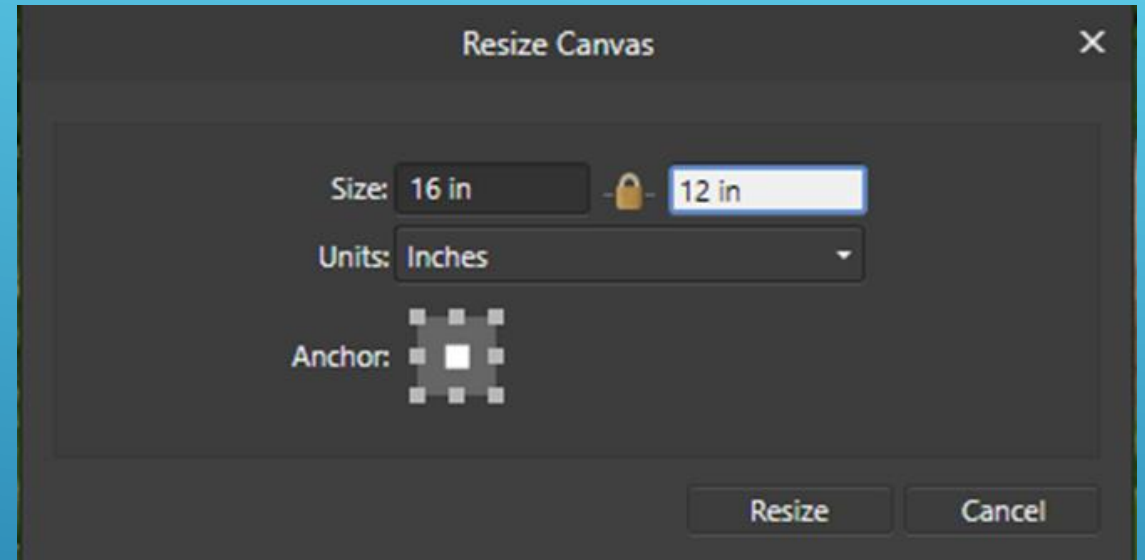 Resize Canvas
Size: 16 in 12 in
Units: Inches
Anchor:
Resize Cancel